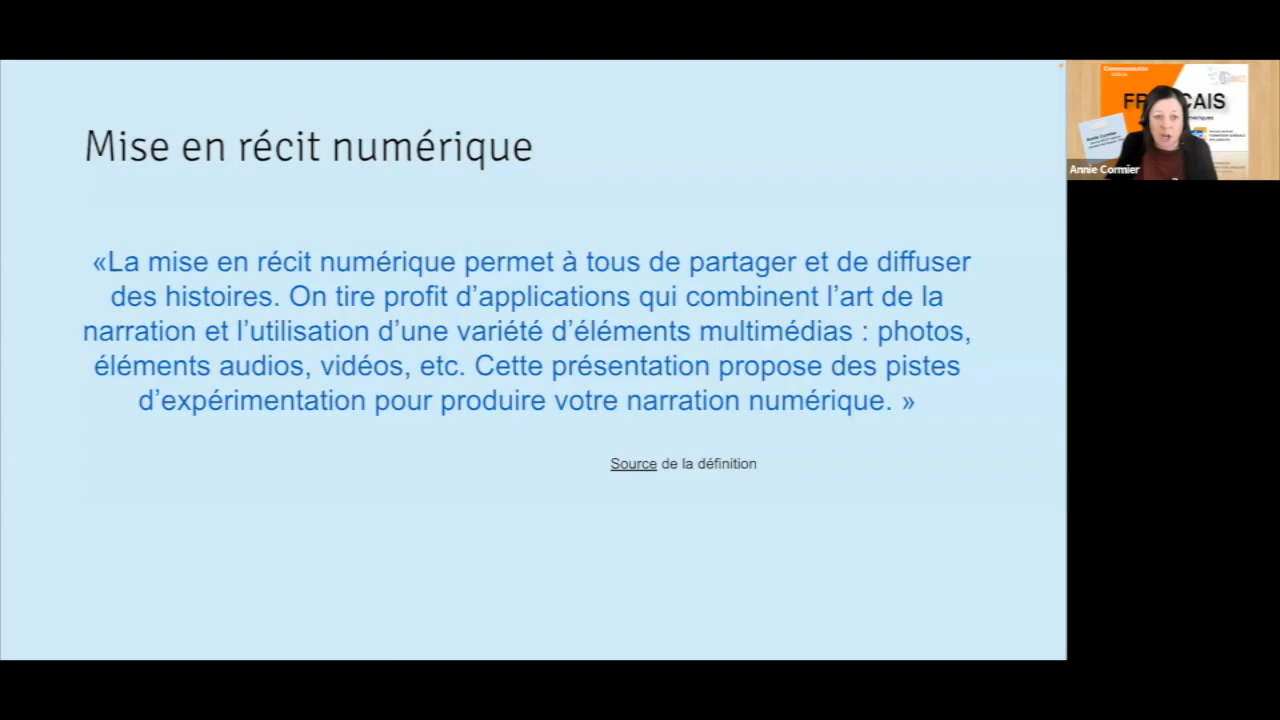 Mise en récit numérique
«La mise en récit numérique permet à tous de partager et de diffuser
des histoires. On tire profit d’applications qui combinent l’art de la
narration et l’utilisation d’une variété d’éléments multimédias : photos,
éléments audios, vidéos, etc. Cette présentation propose des pistes
d’expérimentation pour produire votre narration numérique. »
Source de la définition
Annie Cormier